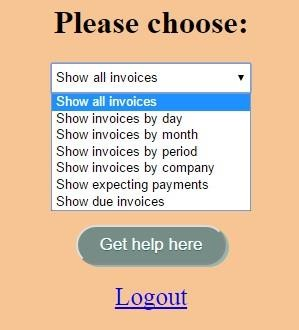 Please choose:
Show all invoices
Show all invoices
Show invoices by day
Show invoices by month
Show invoices by period
Show invoices by company
Show expecting payments
Show due invoices
Get help here
Logout